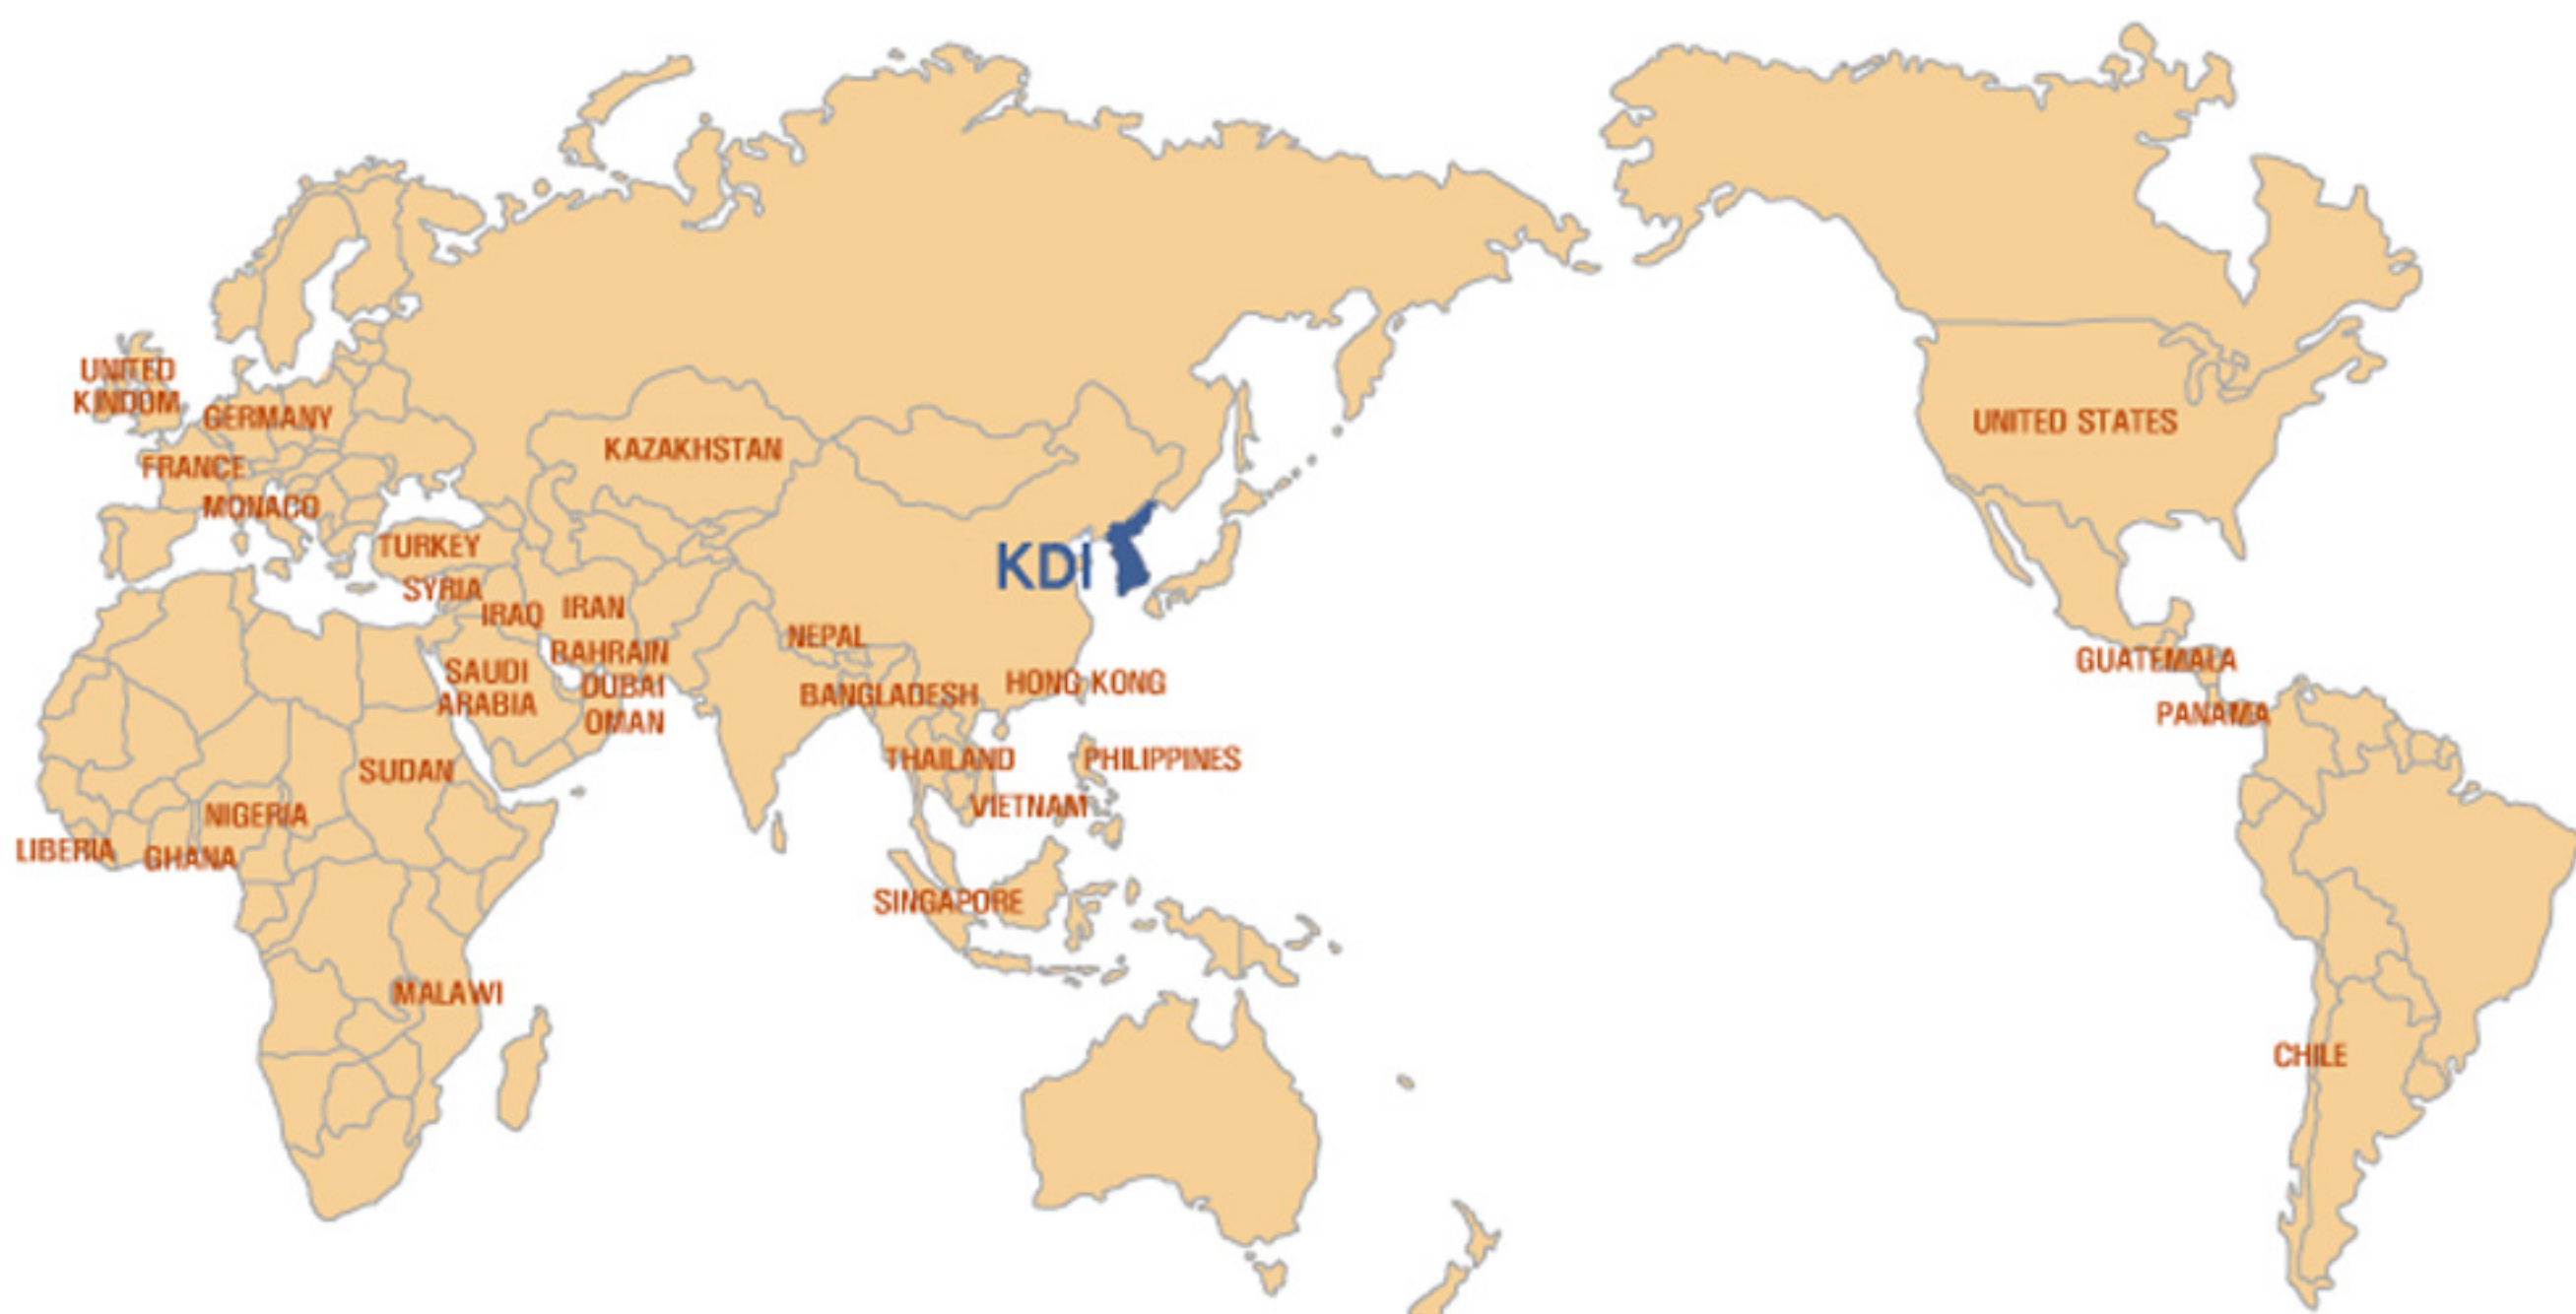 UNITED
KINDOM
GERMANY
FRANCE
MONACO
TURKEY
SYRIA
IRAQ
IRAN
KAZAKHSTAN
KDI
NEPAL
BAHRAIN
SAUDI
ARABIA
DUBAI
OMAN
BANGLADESH
HONG KONG
SUDAN
THAILAND
PHILIPPINES
NIGERIA
VIETNAM
LIBERIA
GHANA
SINGAPORE
MALAWI
UNITED STATES
GUATEMALA
PANAMA
CHILE